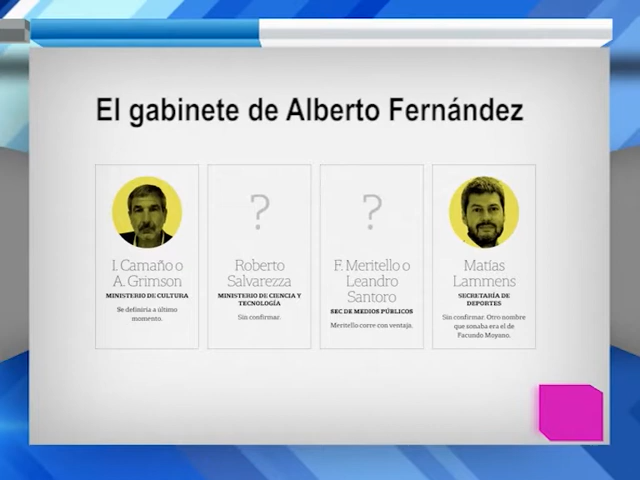 El gabinete de Alberto Fernández
I. Camaño o
A. Grimson
MINISTERIO DE CULTURA
Se definiría a último
momento.
?
Roberto
Salvarezza
MINISTERIO DE CIENCIA Y
TECNOLOGÍA
Sin confirmar.
?
F. Meritello o
Leandro
Santoro
SEC DE MEDIOS PÚBLICOS
Meritello corre con ventaja.
Matías
Lammens
SECRETARÍA DE
DEPORTES
Sin confirmar. Otro nombre
que sonaba era el de
Facundo Moyano.